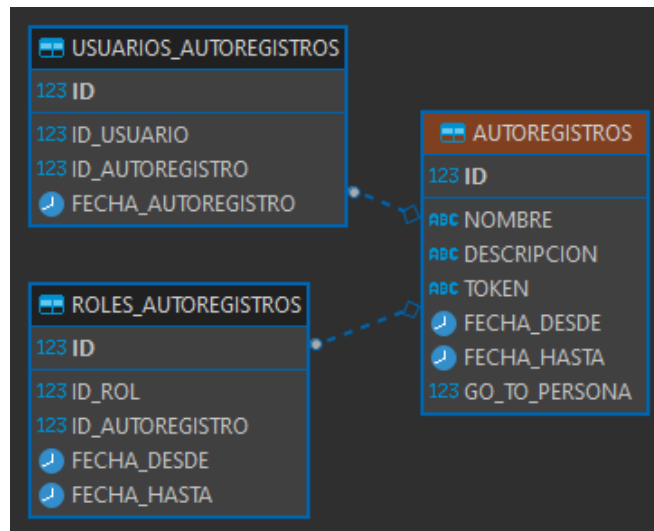 USUARIOS_AUTOREGISTROS
123 ID
123 ID_USUARIO
123 ID_AUTOREGISTRO
FECHA_AUTOREGISTRO
AUTOREGISTROS
123 ID
ABC NOMBRE
ABC DESCRIPCION
ABC TOKEN
FECHA_DESDE
FECHA_HASTA
123 GO_TO_PERSONA
ROLES_AUTOREGISTROS
123 ID
123 ID_ROL
123 ID_AUTOREGISTRO
FECHA_DESDE
FECHA_HASTA